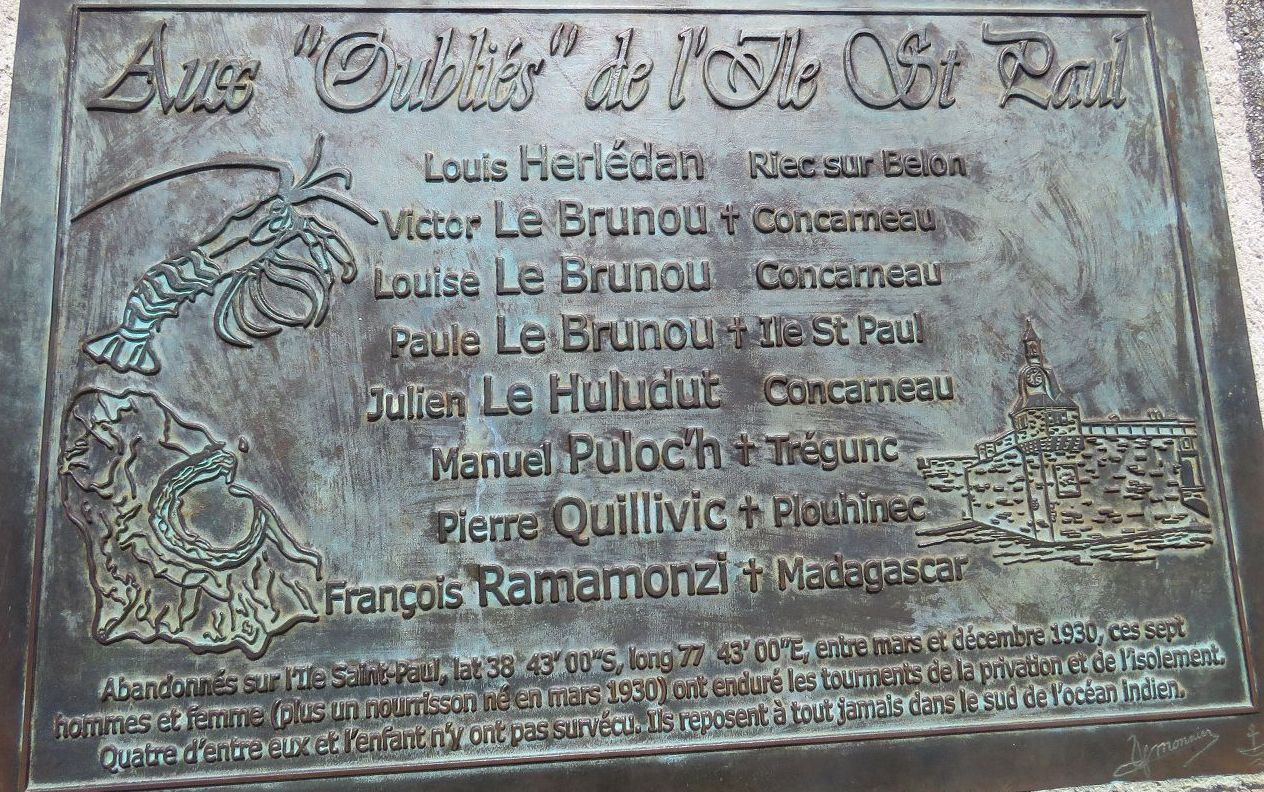 Aux "Oubliés" de l'Ile St Paul
Louis Herlédan Riec sur Belon
Victor Le Brunou † Concarneau
Louise Le Brunou Concarneau
Paule Le Brunou † Ile St Paul
Julien Le Huludut Concarneau
Manuel Puloc'h † Trégunc
Pierre Quillivic † Plouhinec
François Ramamonzi † Madagascar
Abandonnés sur l'Ile Saint-Paul, lat 38 43'00"S, long 77 43'00"E, entre mars et décembre 1930, ces sept
hommes et femme (plus un nourrisson né en mars 1930) ont enduré les tourments de la privation et de l'isolement.
Quatre d'entre eux et l'enfant n'y ont pas survécu. Ils reposent à tout jamais dans le sud de l'océan indien.